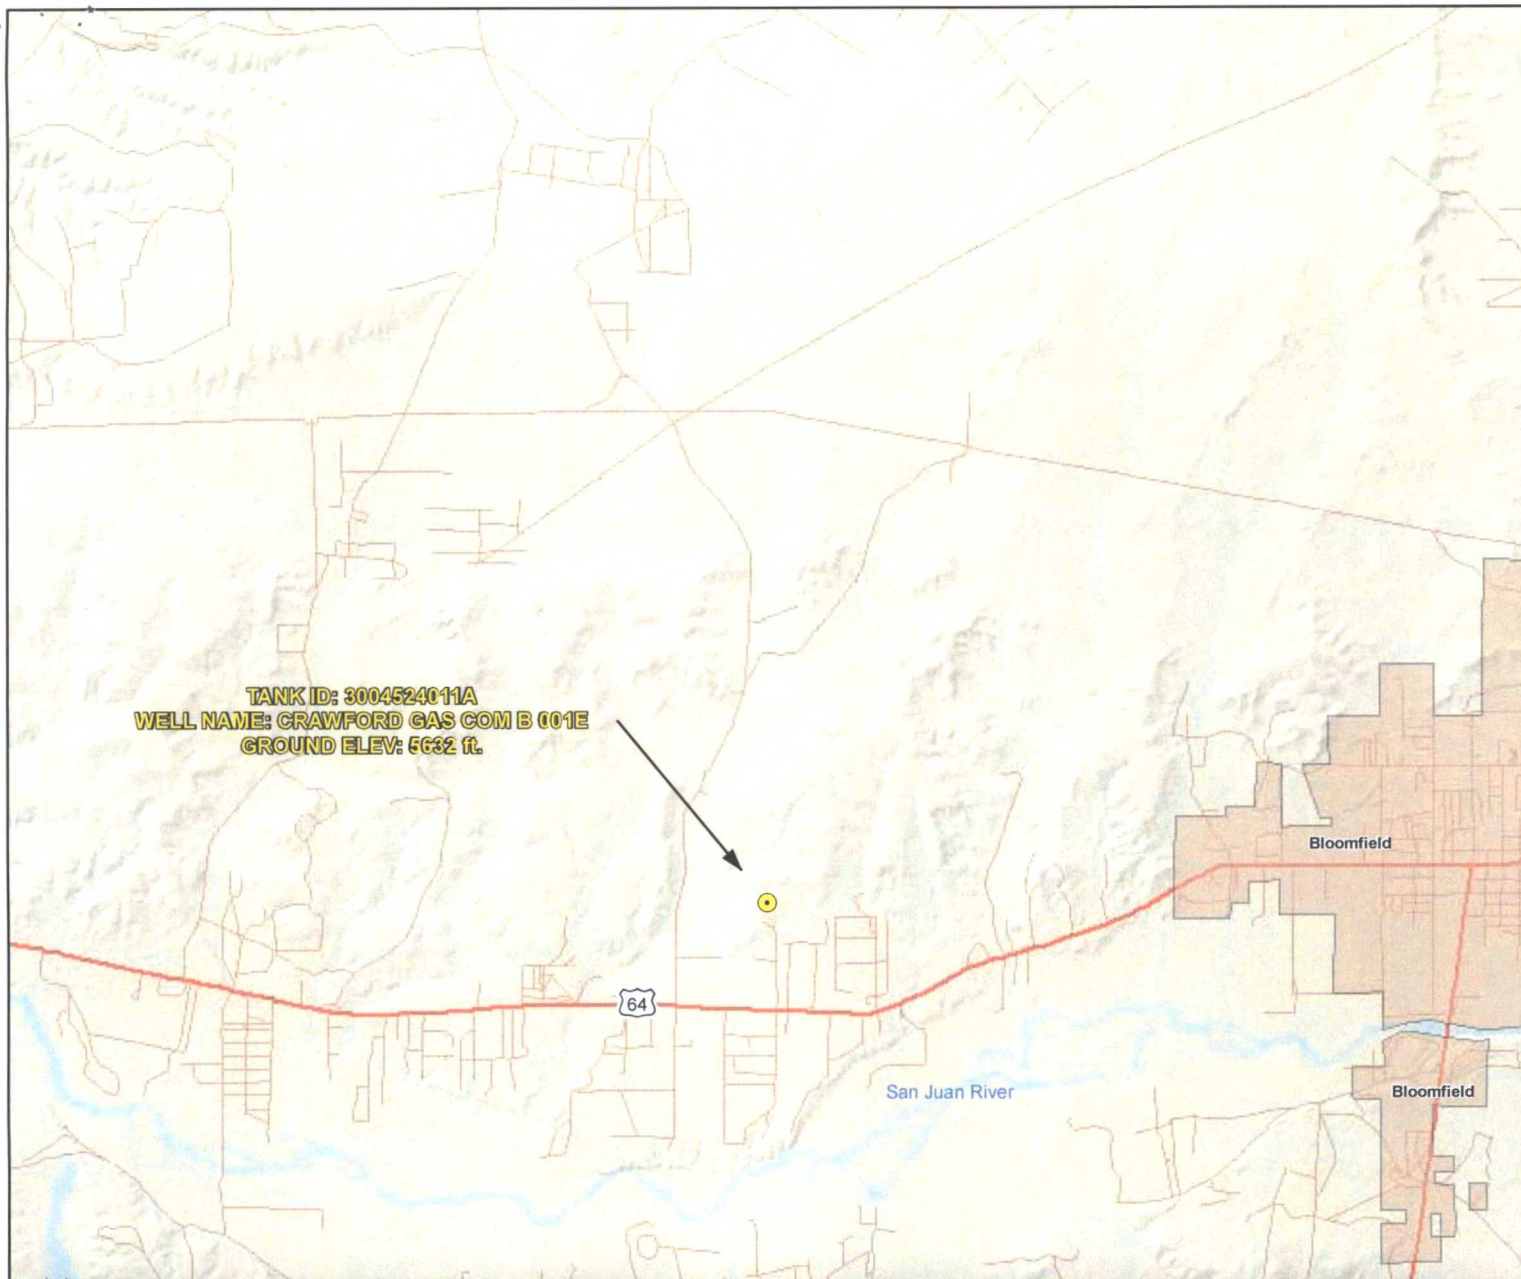 TANK ID: 3004524011A
WELL NAME: CRAWFORD GAS COM B 001E
GROUND ELEV: 5632 ft.
Bloomfield
64
San Juan River
Bloomfield